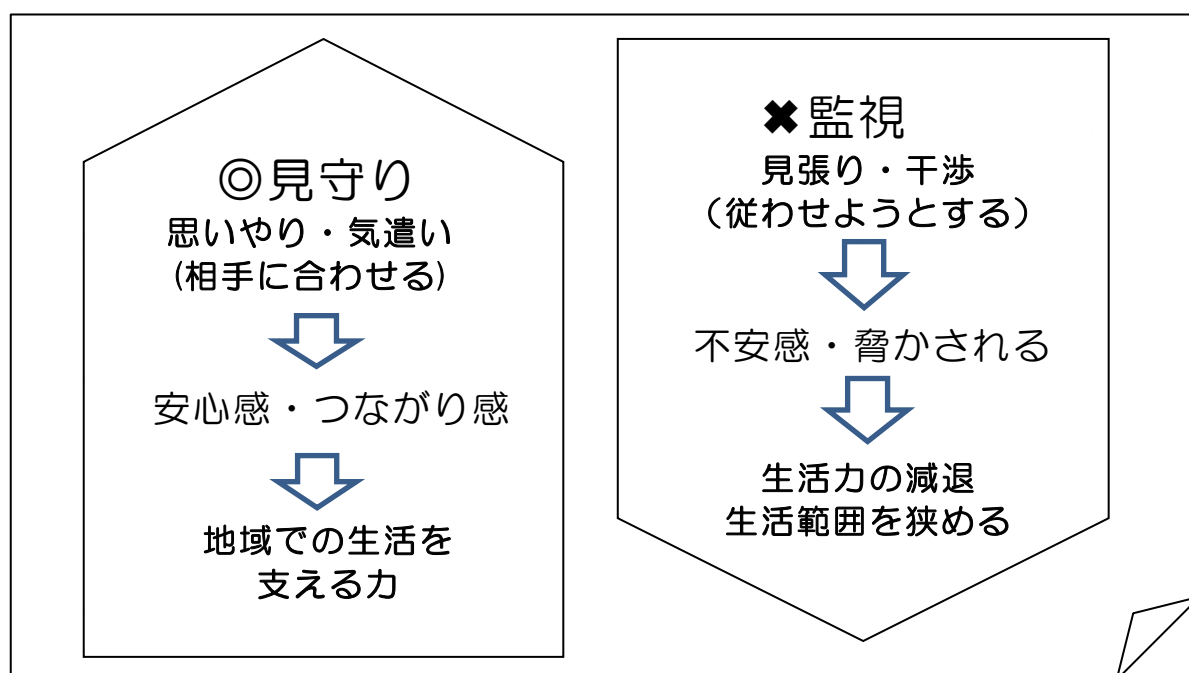 ◎見守り
思いやり・気遣い
(相手に合わせる)
安心感・つながり感
地域での生活を
支える力
✖監視
見張り・干渉
（従わせようとする）
不安感・脅かされる
生活力の減退
生活範囲を狭める